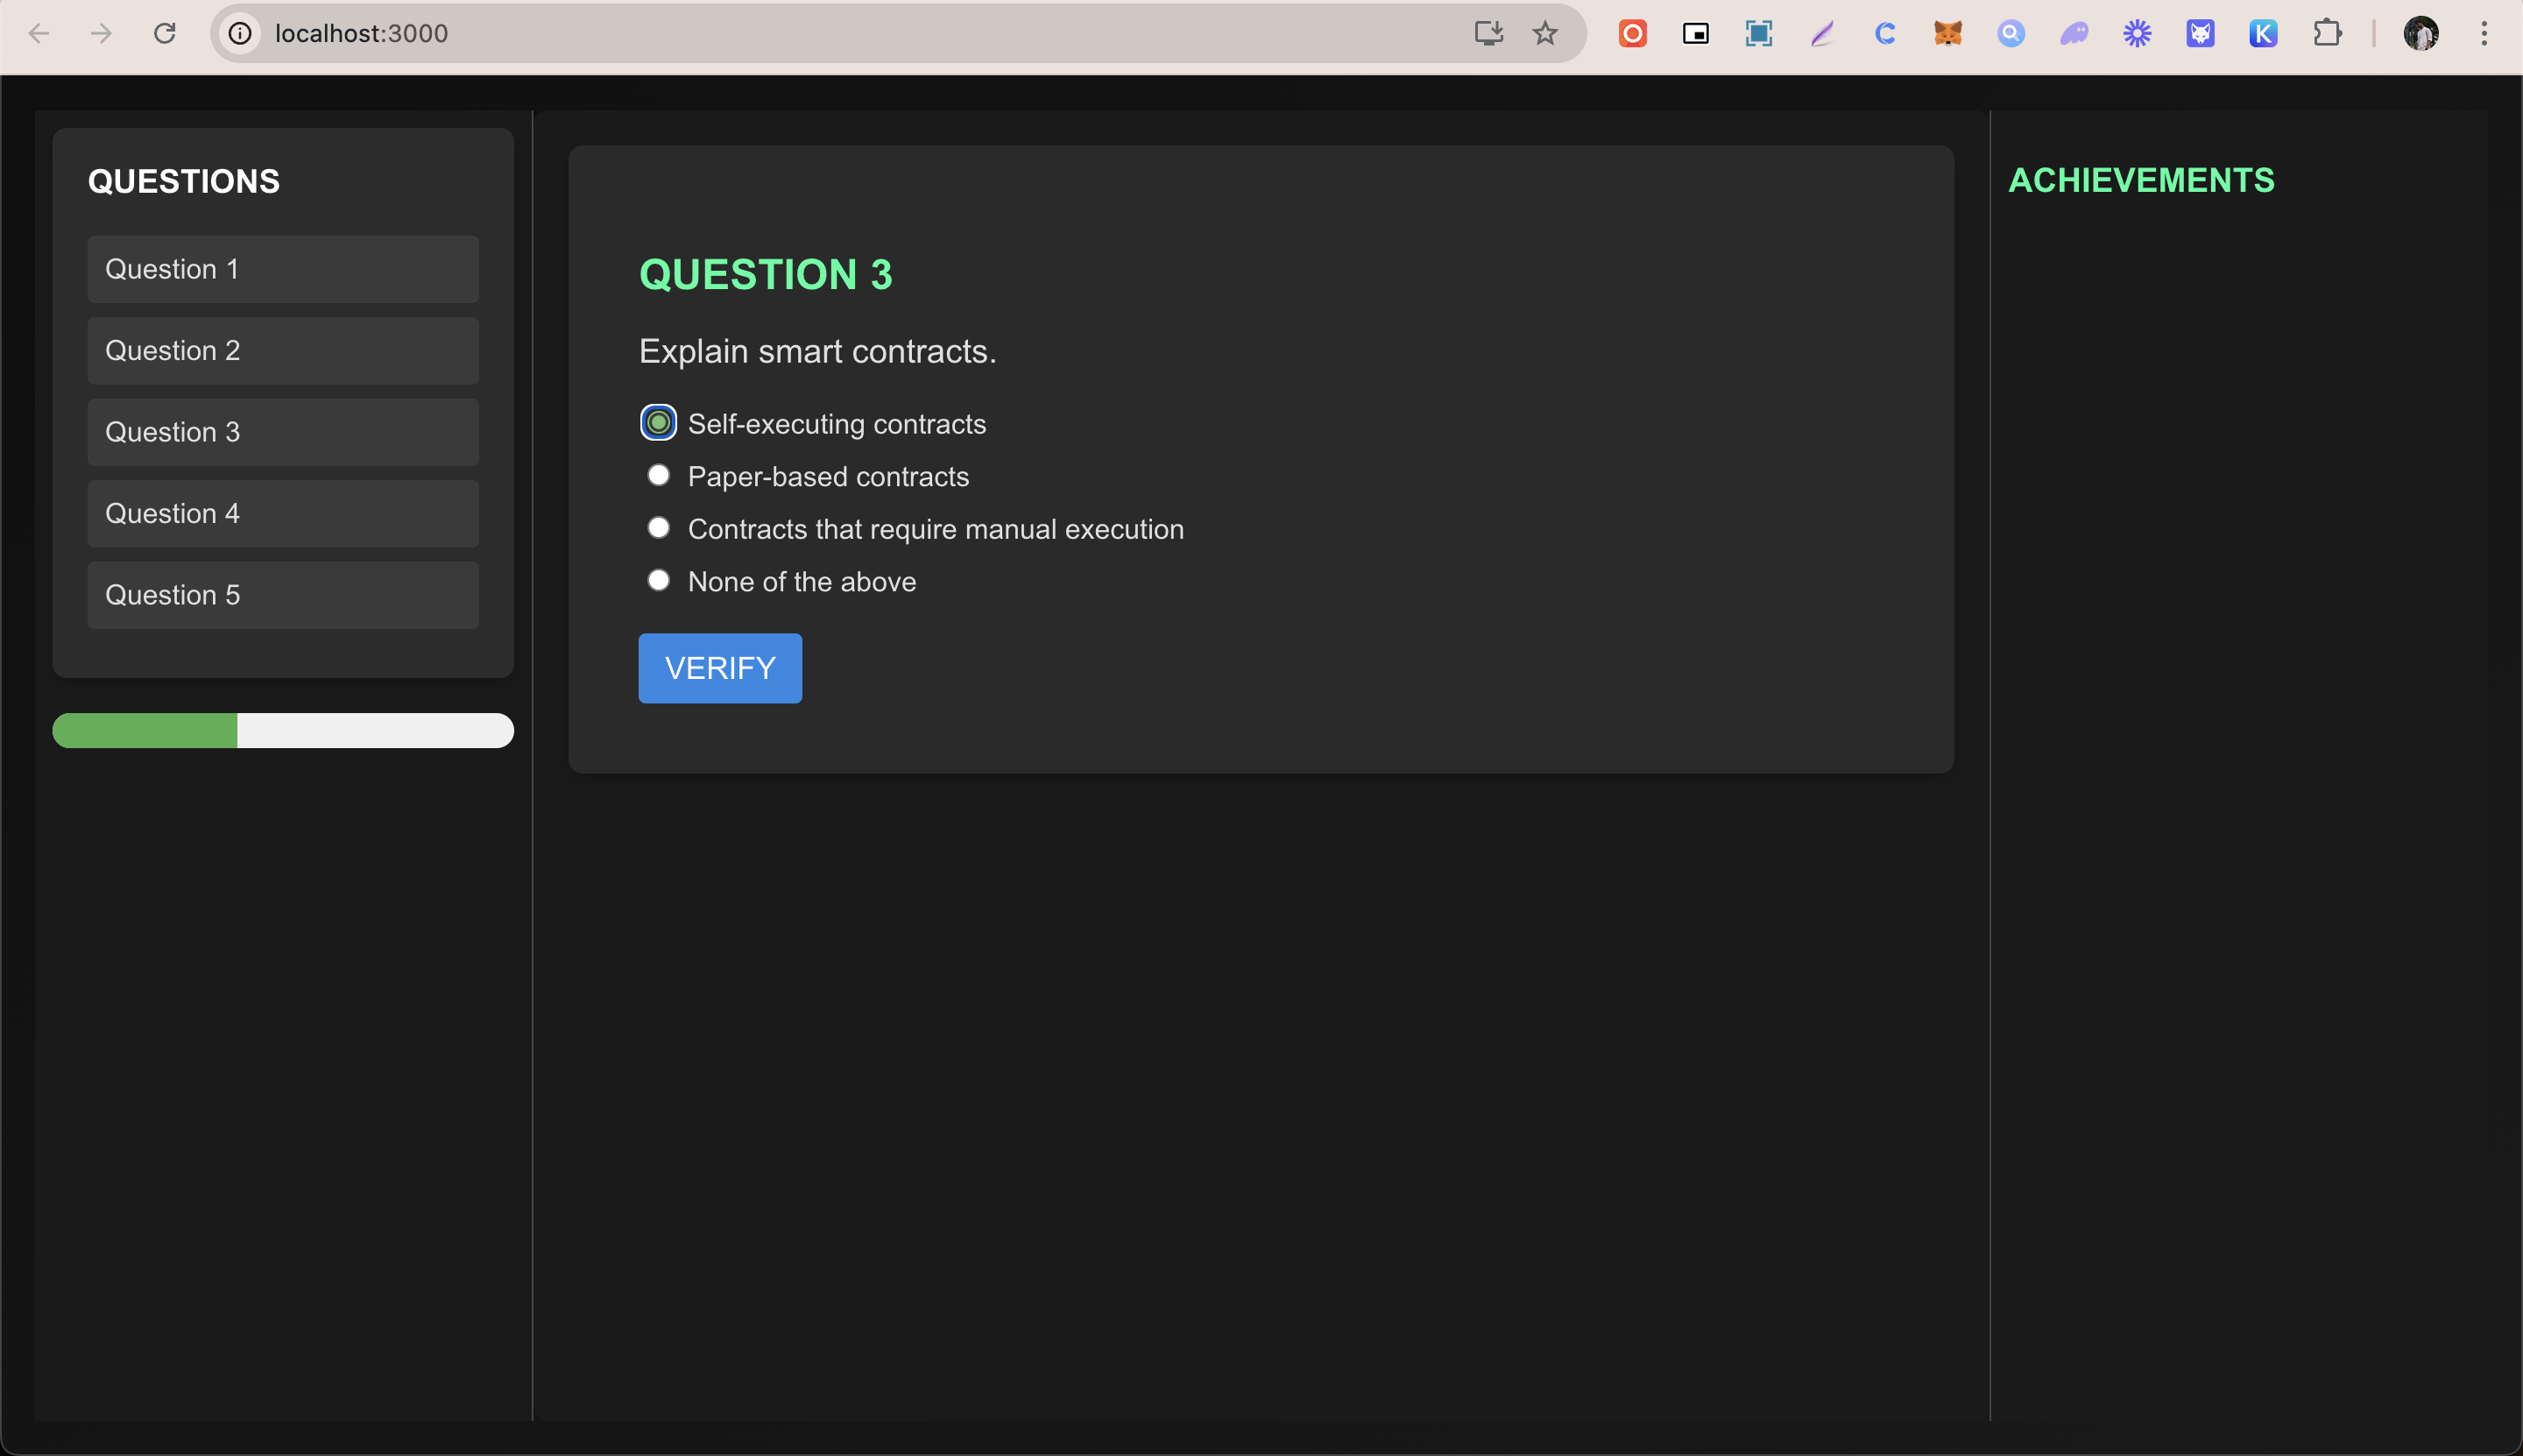 localhost:3000
QUESTIONS
Question 1
Question 2
Question 3
Question 4
Question 5
QUESTION 3
Explain smart contracts.
Self-executing contracts
Paper-based contracts
Contracts that require manual execution
None of the above
VERIFY
ACHIEVEMENTS